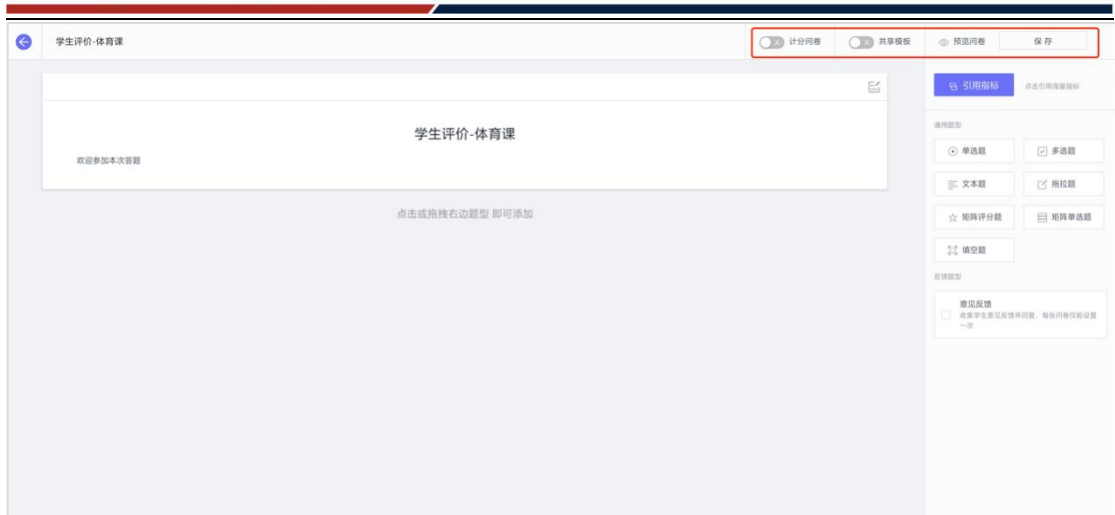 学生评价-体育课
计分问卷
共享模板
预览问卷
保存
学生评价-体育课
欢迎参加本次答题
点击或拖拽右边题型 即可添加
引用指标
点击引用海量指标
通用题型
单选题
多选题
文本题
拖拉题
矩阵评分题
矩阵单选题
填空题
反馈题型
意见反馈
收集学生意见反馈并回复，每张问卷仅能设置
一次